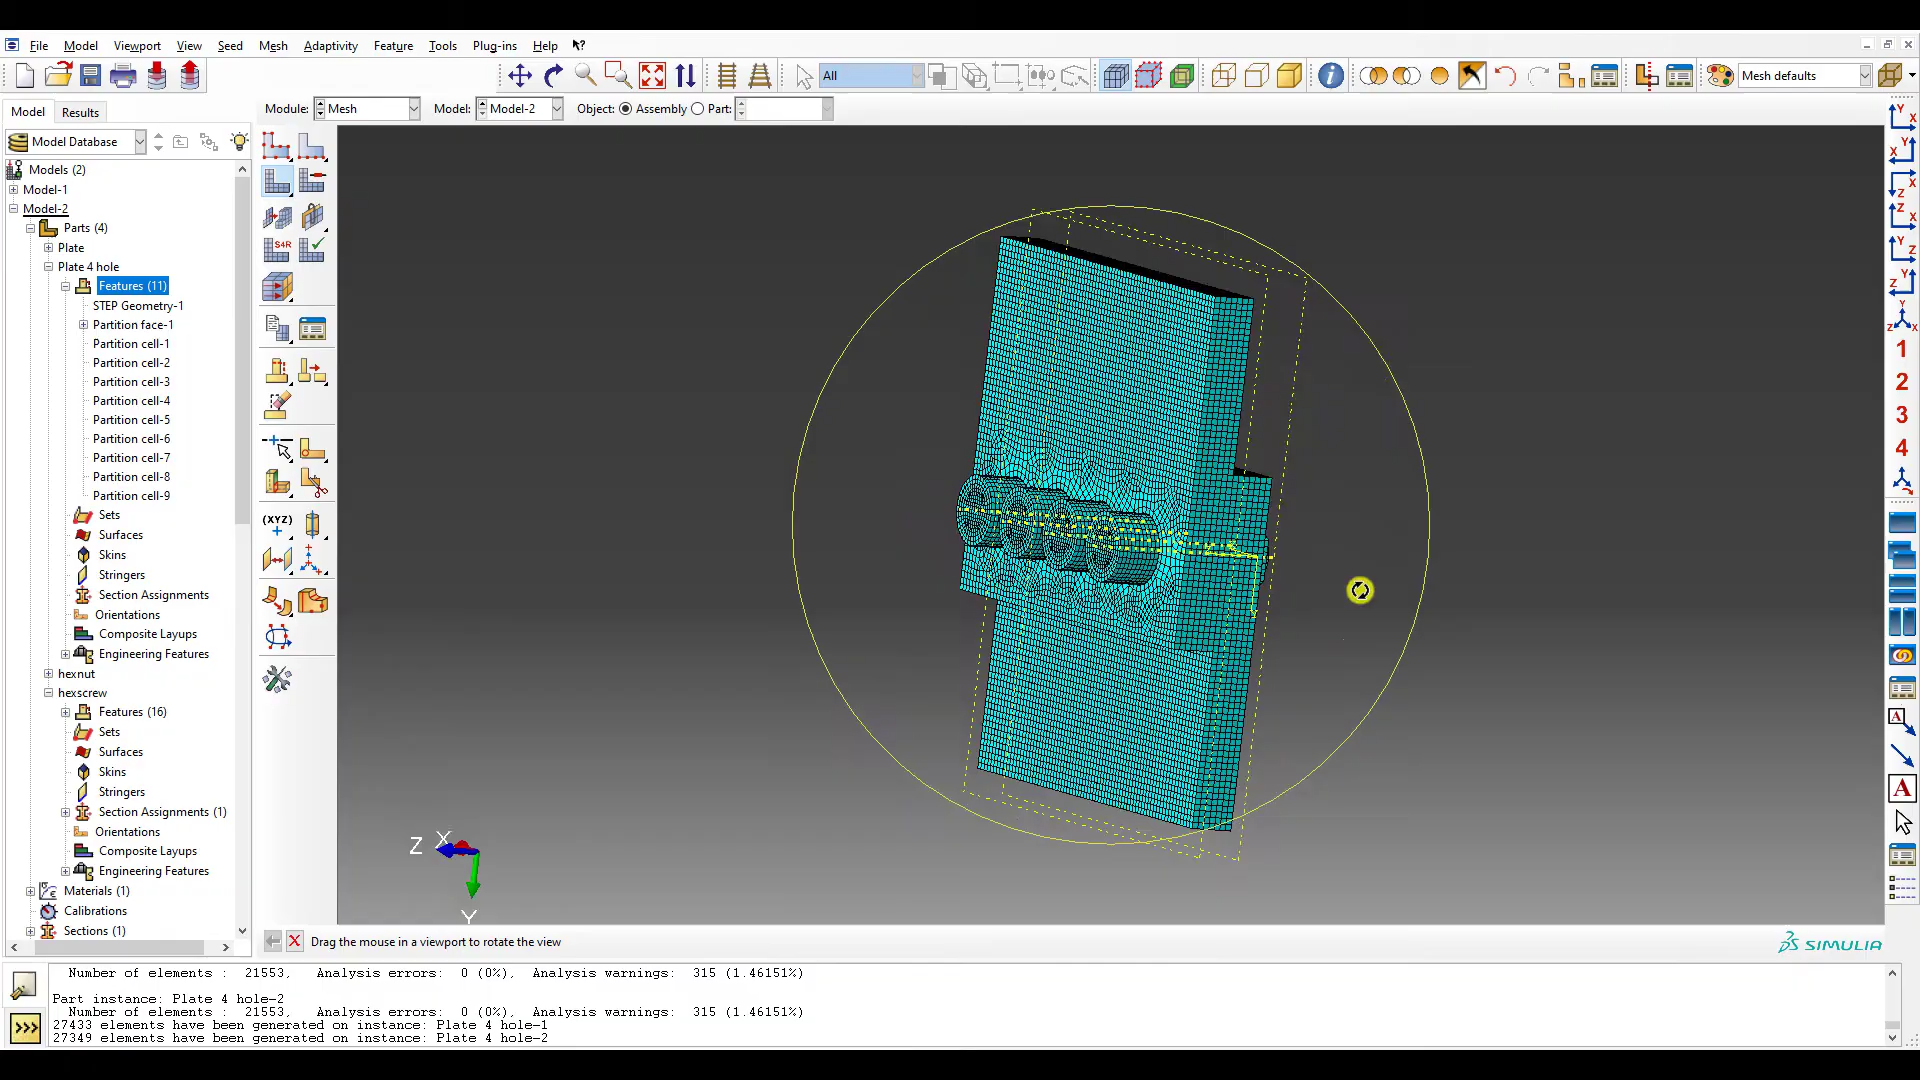 File Model Viewport View Seed Mesh Adaptivity Feature Tools Plug-ins Help
All
Mesh defaults
Model Results
Module: Mesh Model: Model-2 Object: Assembly Part:
Model Database
Models (2)
Model-1
Model-2
Parts (4)
Plate
Plate 4 hole
Features (11)
STEP Geometry-1
Partition face-1
Partition cell-1
Partition cell-2
Partition cell-3
Partition cell-4
Partition cell-5
Partition cell-6
Partition cell-7
Partition cell-8
Partition cell-9
Sets
Surfaces
Skins
Stringers
Section Assignments
Orientations
Composite Layups
Engineering Features
hexnut
hexscrew
Features (16)
Sets
Surfaces
Skins
Stringers
Section Assignments (1)
Orientations
Composite Layups
Engineering Features
Materials (1)
Calibrations
Sections (1)
S4R
(XYZ)
Z X
Y
1
2
3
4
A
A
Drag the mouse in a viewport to rotate the view
SIMULIA
Number of elements : 21553, Analysis errors: 0 (0%), Analysis warnings: 315 (1.46151%)
Part instance: Plate 4 hole-2
Number of elements : 21553, Analysis errors: 0 (0%), Analysis warnings: 315 (1.46151%)
27433 elements have been generated on instance: Plate 4 hole-1
27349 elements have been generated on instance: Plate 4 hole-2
>>>